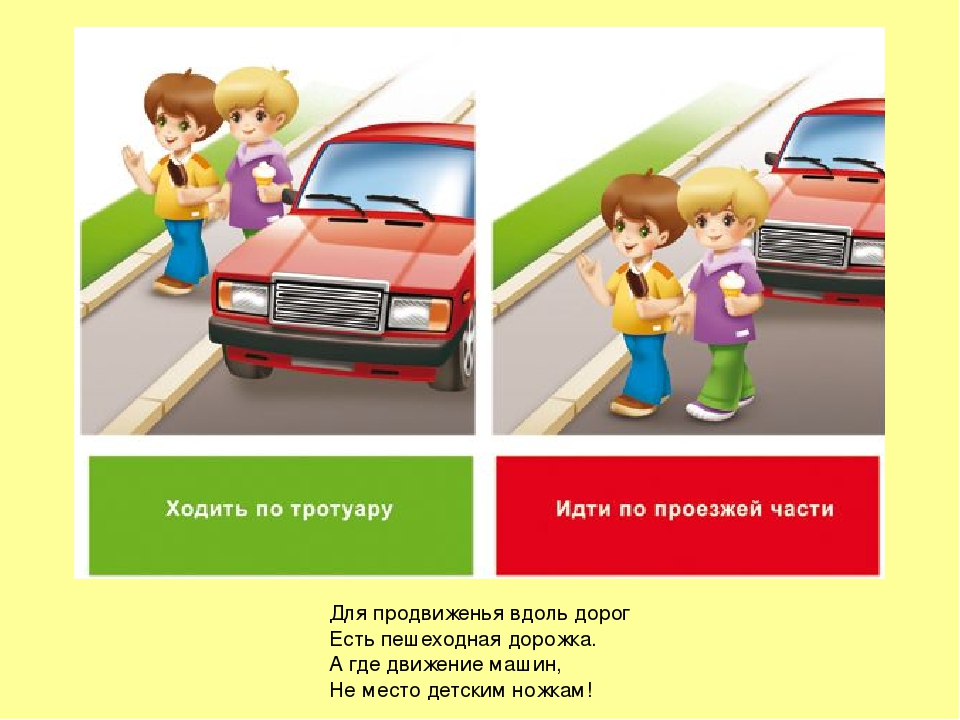 Ходить по тротуару
Идти по проезжей части
Для продвиженья вдоль дорог
Есть пешеходная дорожка.
А где движение машин,
Не место детским ножкам!